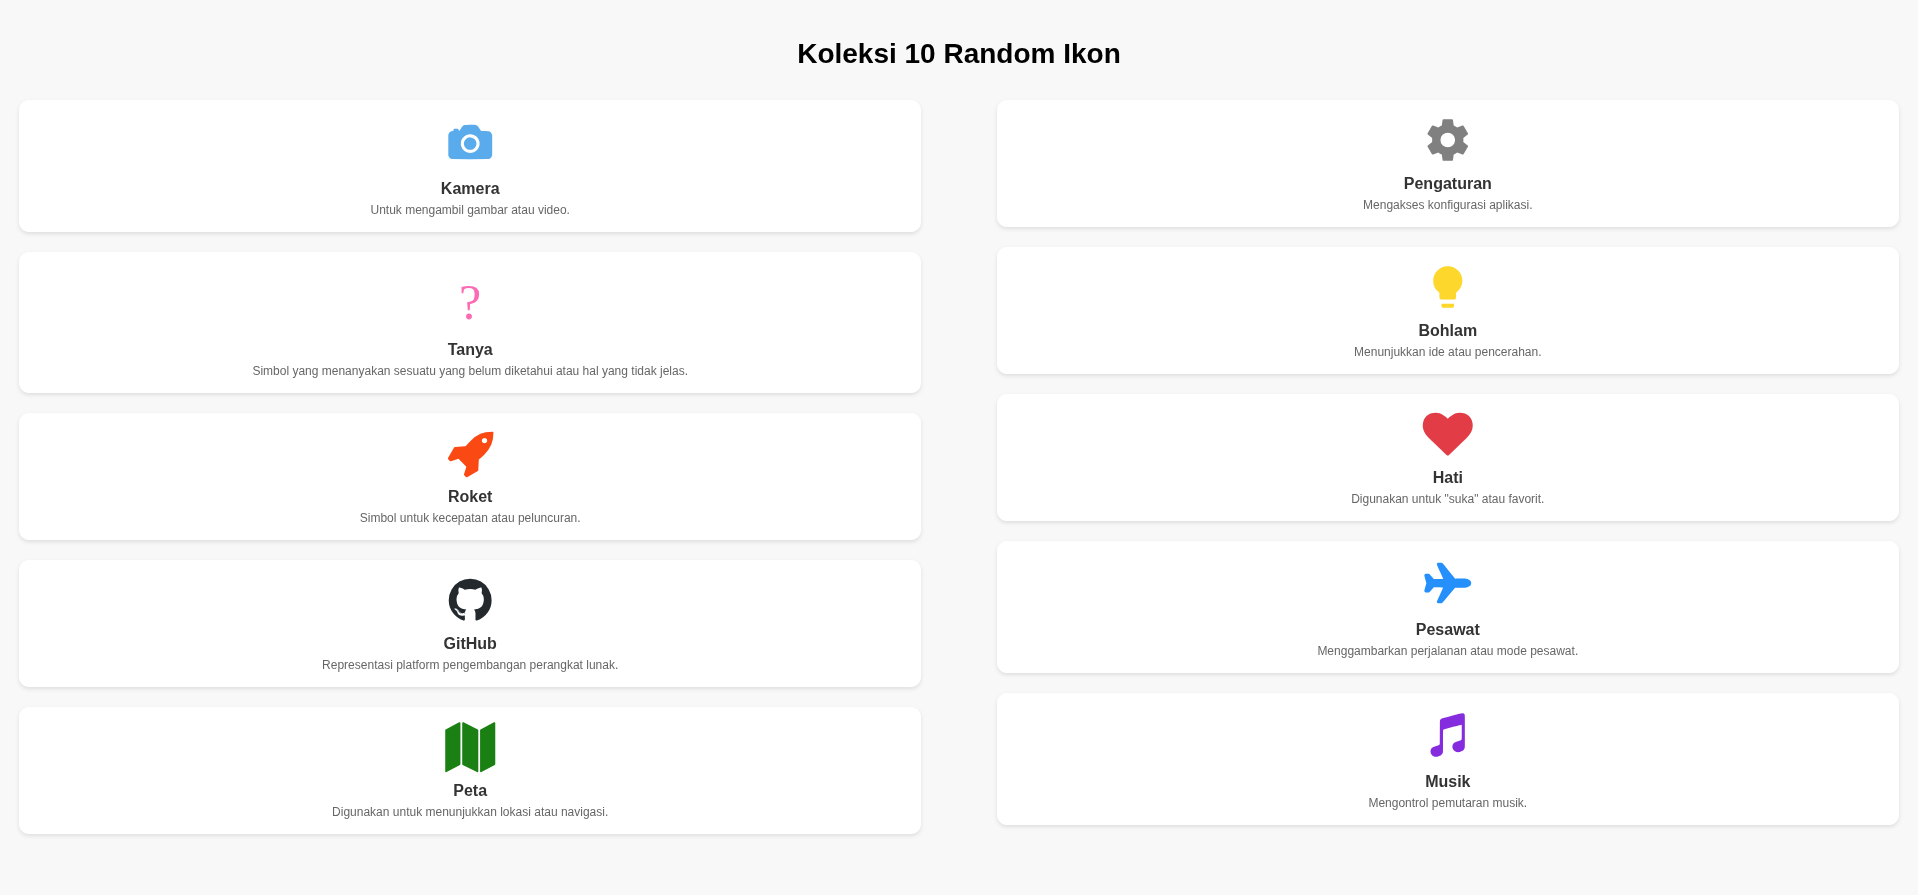 Koleksi 10 Random Ikon
Kamera
Untuk mengambil gambar atau video.
?
Tanya
Simbol yang menanyakan sesuatu yang belum diketahui atau hal yang tidak jelas.
Roket
Simbol untuk kecepatan atau peluncuran.
GitHub
Representasi platform pengembangan perangkat lunak.
Peta
Digunakan untuk menunjukkan lokasi atau navigasi.
Pengaturan
Mengakses konfigurasi aplikasi.
Bohlam
Menunjukkan ide atau pencerahan.
Hati
Digunakan untuk "suka" atau favorit.
Pesawat
Menggambarkan perjalanan atau mode pesawat.
Musik
Mengontrol pemutaran musik.